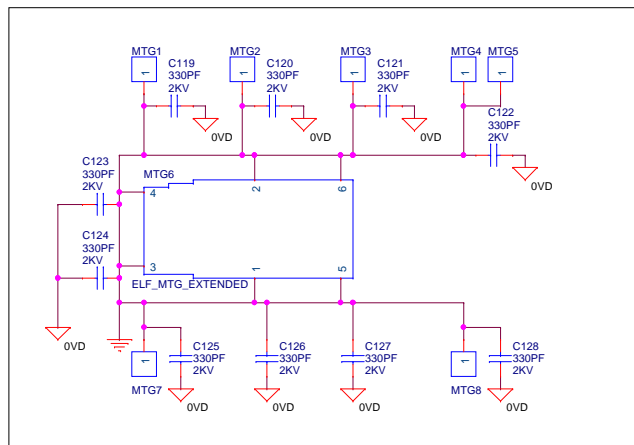 MTG1
1
C119
330PF
2KV
0VD
MTG2
1
C120
330PF
2KV
0VD
MTG3
1
C121
330PF
2KV
0VD
MTG4
1
MTG5
1
C122
330PF
2KV
0VD
C123
330PF
2KV
C124
330PF
2KV
0VD
MTG6
4
2
6
3
1
5
ELF_MTG_EXTENDED
1
MTG7
C125
330PF
2KV
0VD
C126
330PF
2KV
0VD
C127
330PF
2KV
0VD
1
MTG8
C128
330PF
2KV
0VD